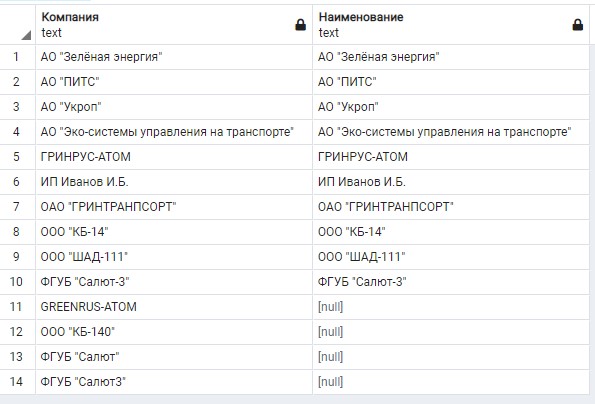 Компания Наименование
text text
1 АО "Зелёная энергия" АО "Зелёная энергия"
2 АО "ПИТС" АО "ПИТС"
3 АО "Укроп" АО "Укроп"
4 АО "Эко-системы управления на транспорте" АО "Эко-системы управления на транспорте"
5 ГРИНРУС-АТОМ ГРИНРУС-АТОМ
6 ИП Иванов И.Б. ИП Иванов И.Б.
7 ОАО "ГРИНТРАНПСОРТ" ОАО "ГРИНТРАНПСОРТ"
8 ООО "КБ-14" ООО "КБ-14"
9 ООО "ШАД-111" ООО "ШАД-111"
10 ФГУБ "Салют-3" ФГУБ "Салют-3"
11 GREENRUS-ATOM [null]
12 ООО "КБ-140" [null]
13 ФГУБ "Салют" [null]
14 ФГУБ "Салют3" [null]